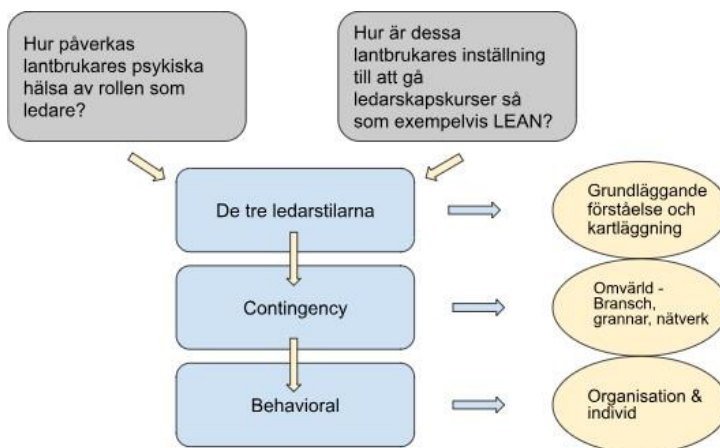 Hur påverkas
lantbrukares psykiska
hälsa av rollen som
ledare?
Hur är dessa
lantbrukares inställning
till att gå
ledarskapskurser så
som exempelvis LEAN?
De tre ledarstilarna
Grundläggande
förståelse och
kartläggning
Contingency
Omvärld -
Bransch,
grannar, nätverk
Behavioral
Organisation &
individ